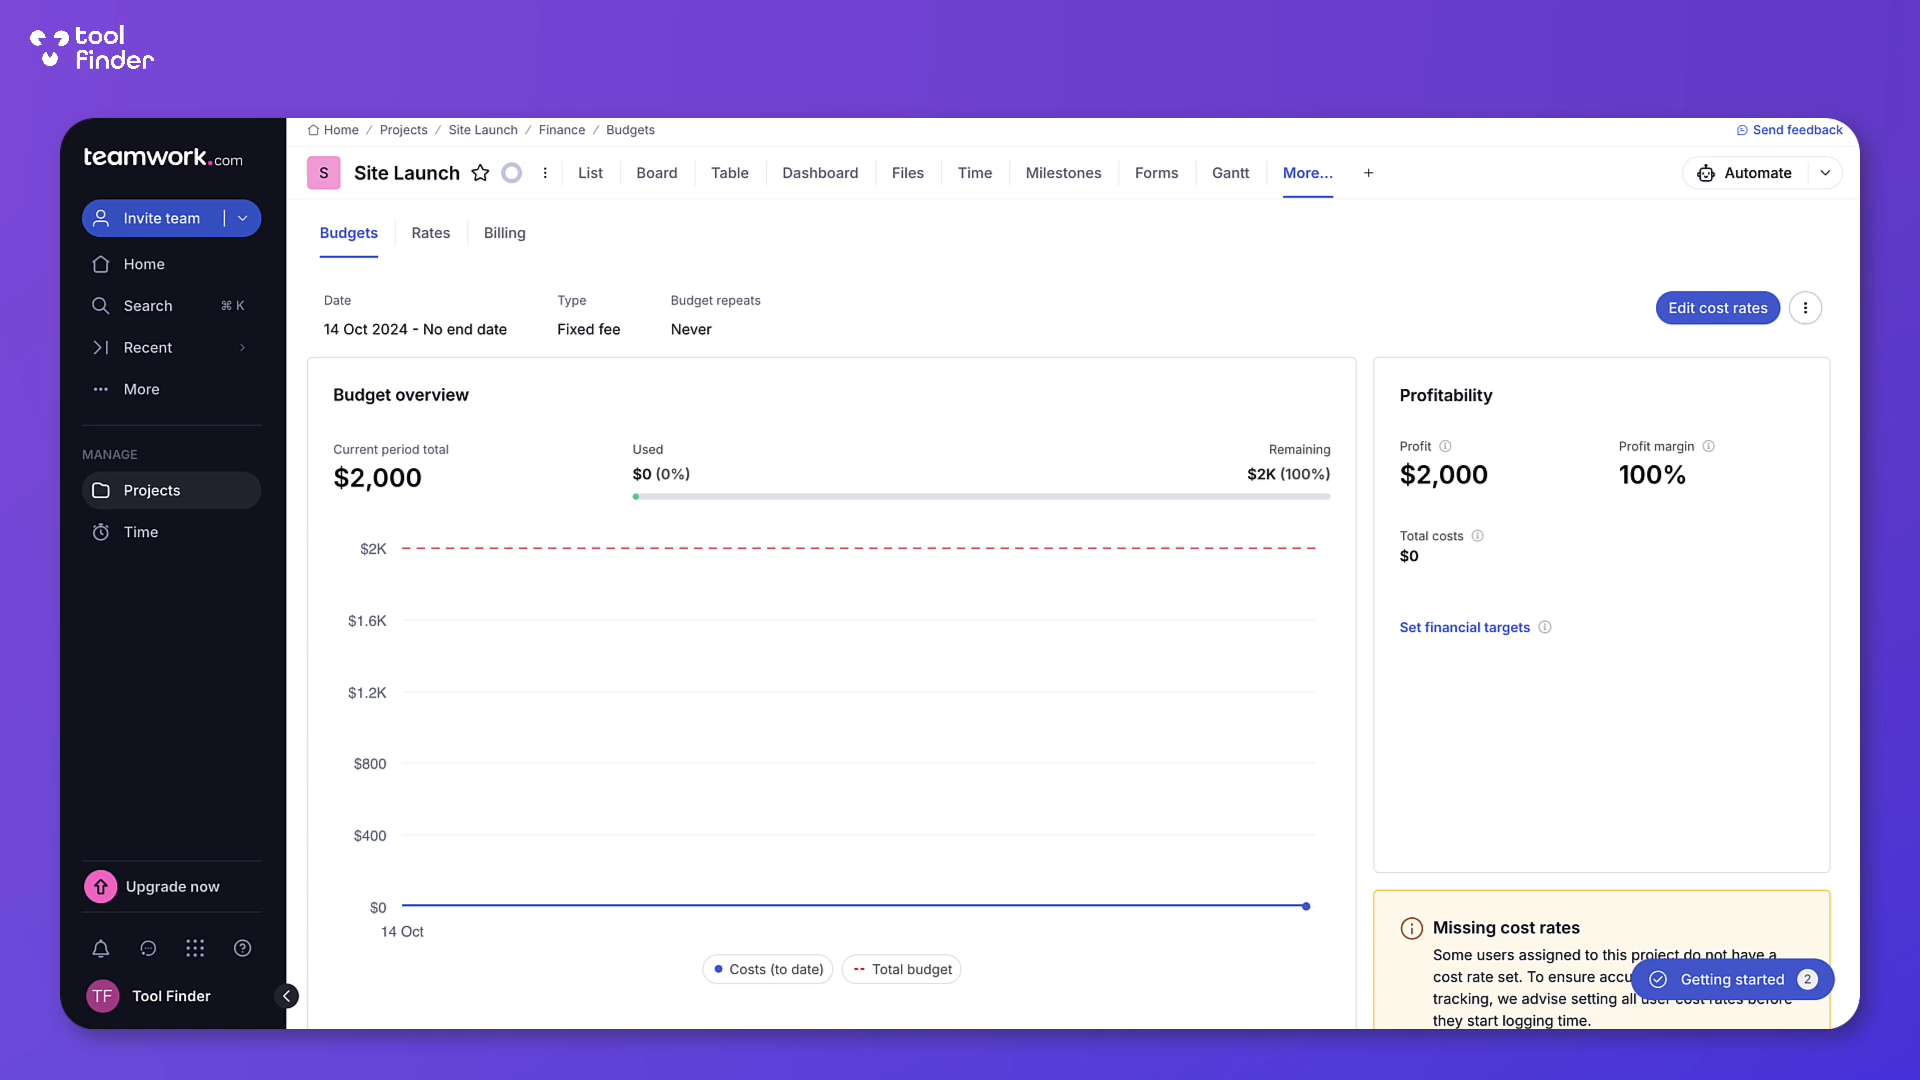 tool
finder
teamwork.com
Invite team
Home
Search ⌘ K
Recent
More
MANAGE
Projects
Time
Upgrade now
TF Tool Finder
Home / Projects / Site Launch / Finance / Budgets
Send feedback
S Site Launch List Board Table Dashboard Files Time Milestones Forms Gantt More... +
Automate
Budgets Rates Billing
Date Type Budget repeats
14 Oct 2024 - No end date Fixed fee Never
Edit cost rates
Budget overview
Current period total Used Remaining
$2,000 $0 (0%) $2K (100%)
$2K
$1.6K
$1.2K
$800
$400
$0
14 Oct
Costs (to date) Total budget
Profitability
Profit Profit margin
$2,000 100%
Total costs
$0
Set financial targets
Missing cost rates
Some users assigned to this project do not have a
cost rate set. To ensure accu
tracking, we advise setting all user cost rates before
they start logging time.
Getting started 2